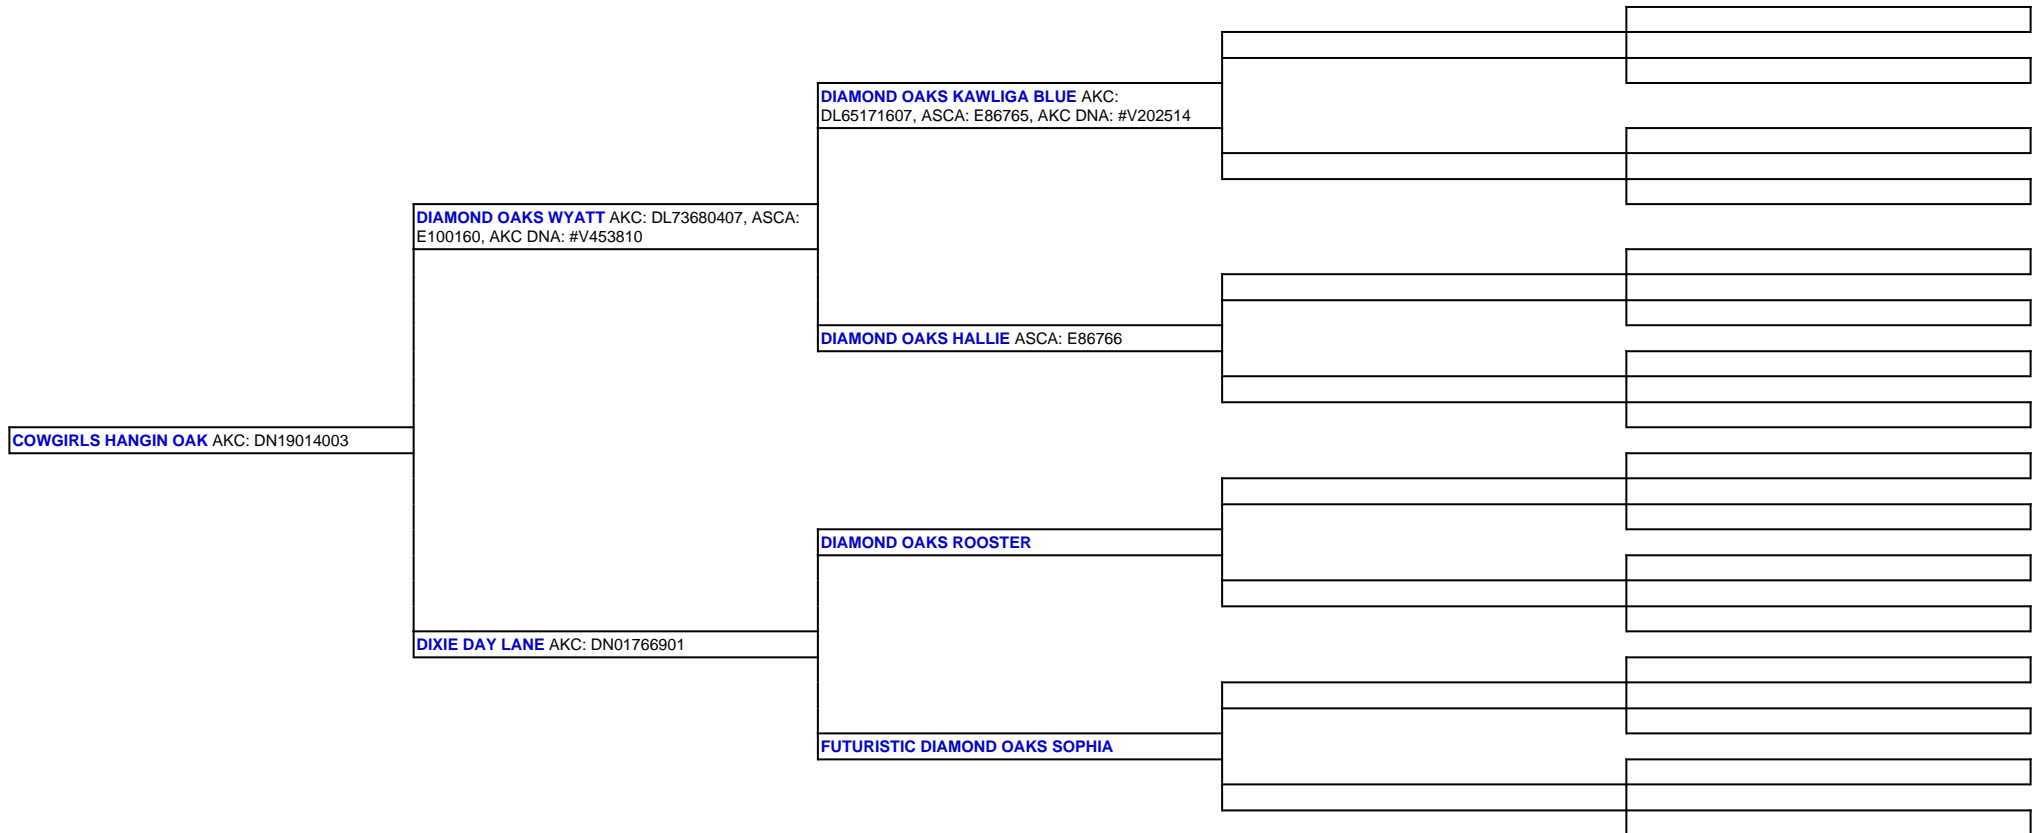 DIAMOND OAKS KAWLIGA BLUE AKC:
DL65171607, ASCA: E86765, AKC DNA: #V202514
DIAMOND OAKS WYATT AKC: DL73680407, ASCA:
E100160, AKC DNA: #V453810
DIAMOND OAKS HALLIE ASCA: E86766
COWGIRLS HANGIN OAK AKC: DN19014003
DIAMOND OAKS ROOSTER
DIXIE DAY LANE AKC: DN01766901
FUTURISTIC DIAMOND OAKS SOPHIA